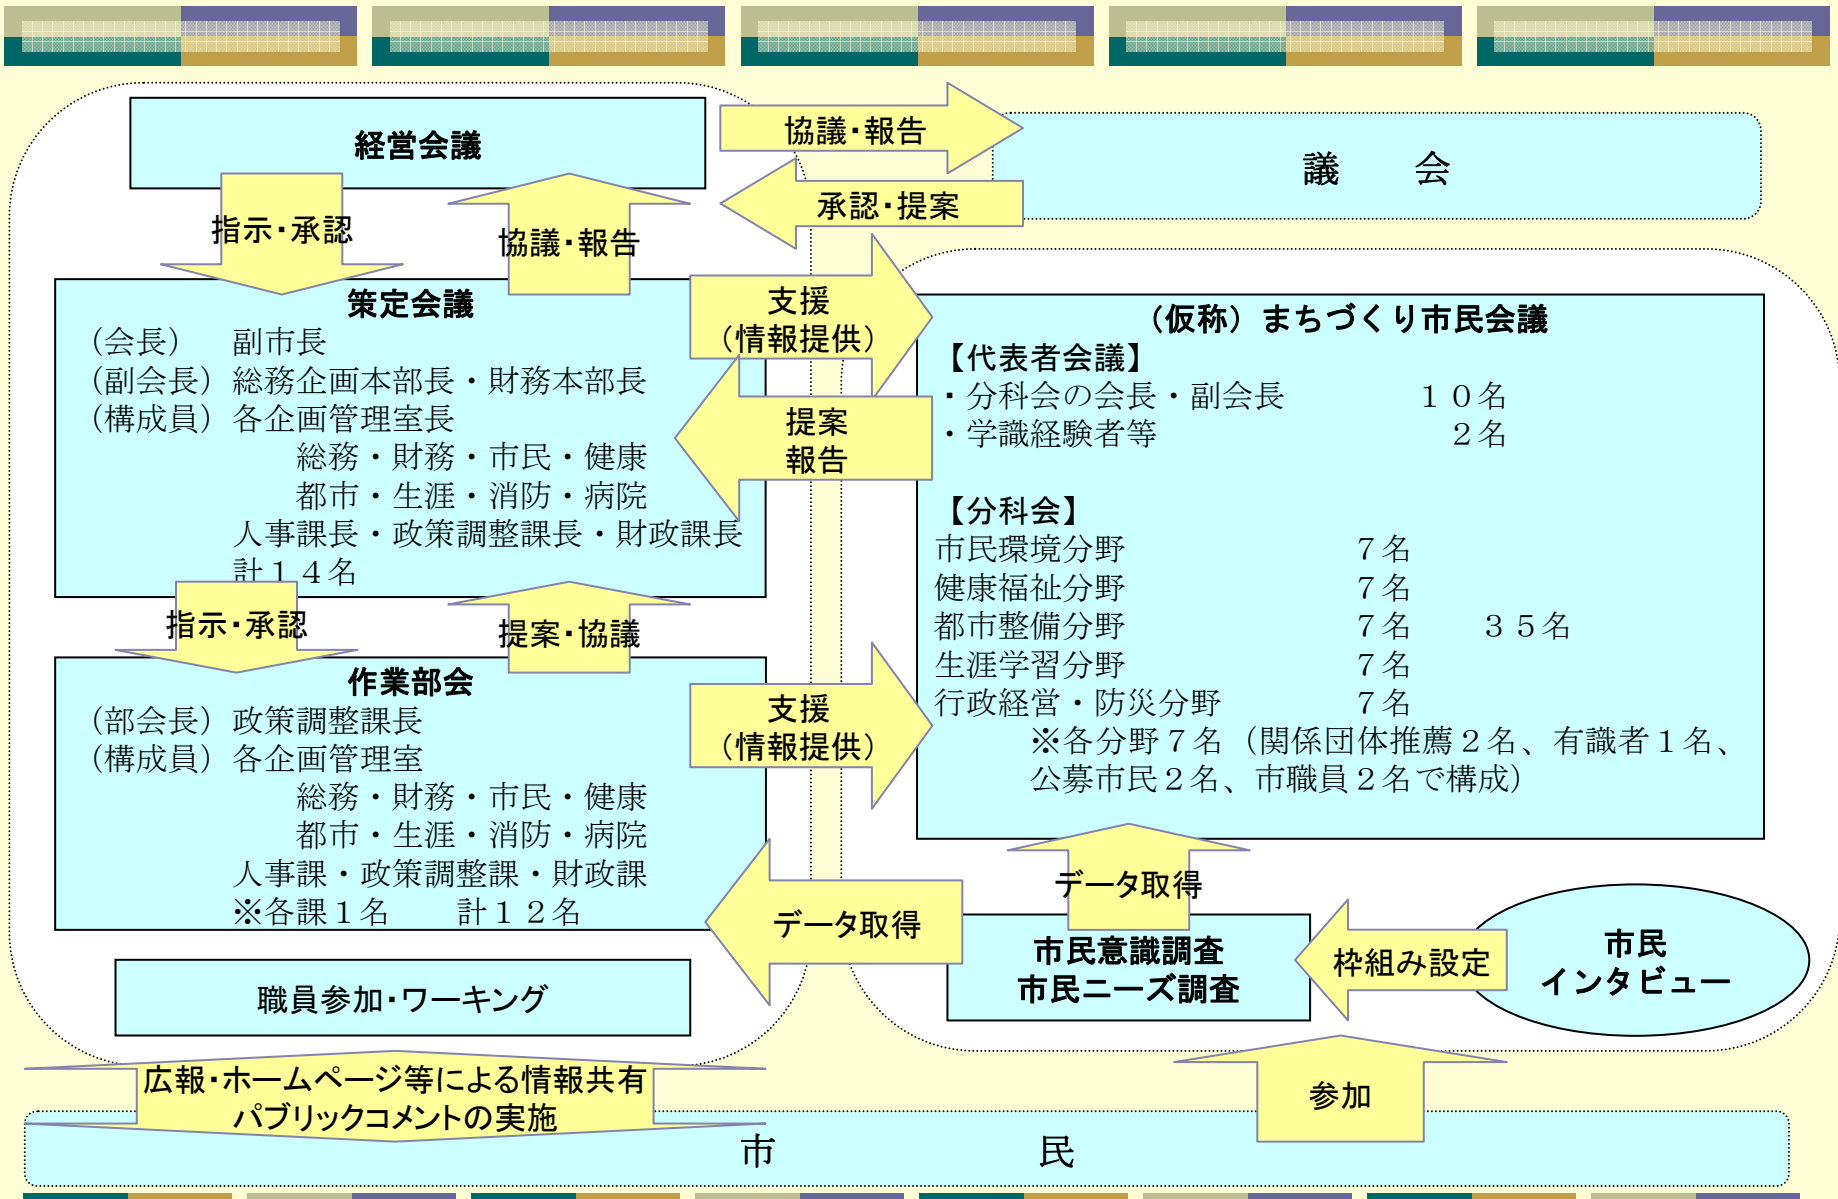 経営会議
協議・報告
議　会
承認・提案
指示・承認
協議・報告
策定会議
（会長）　副市長
（副会長）総務企画本部長・財務本部長
（構成員）各企画管理室長
総務・財務・市民・健康
都市・生涯・消防・病院
人事課長・政策調整課長・財政課長
計１４名
支援
（情報提供）
提案
報告
（仮称）まちづくり市民会議
【代表者会議】
・分科会の会長・副会長　　　　１０名
・学識経験者等　　　　　　　　　２名
【分科会】
市民環境分野　　　　　　　７名
健康福祉分野　　　　　　　７名
都市整備分野　　　　　　　７名　　３５名
生涯学習分野　　　　　　　７名
行政経営・防災分野　　　　７名
※各分野７名（関係団体推薦２名、有識者１名、
公募市民２名、市職員２名で構成）
指示・承認
提案・協議
作業部会
（部会長）政策調整課長
（構成員）各企画管理室
総務・財務・市民・健康
都市・生涯・消防・病院
人事課・政策調整課・財政課
※各課１名　　計１２名
支援
（情報提供）
データ取得
データ取得
市民意識調査
市民ニーズ調査
枠組み設定
市民
インタビュー
職員参加・ワーキング
広報・ホームページ等による情報共有
パブリックコメントの実施
参加
市　　　　民